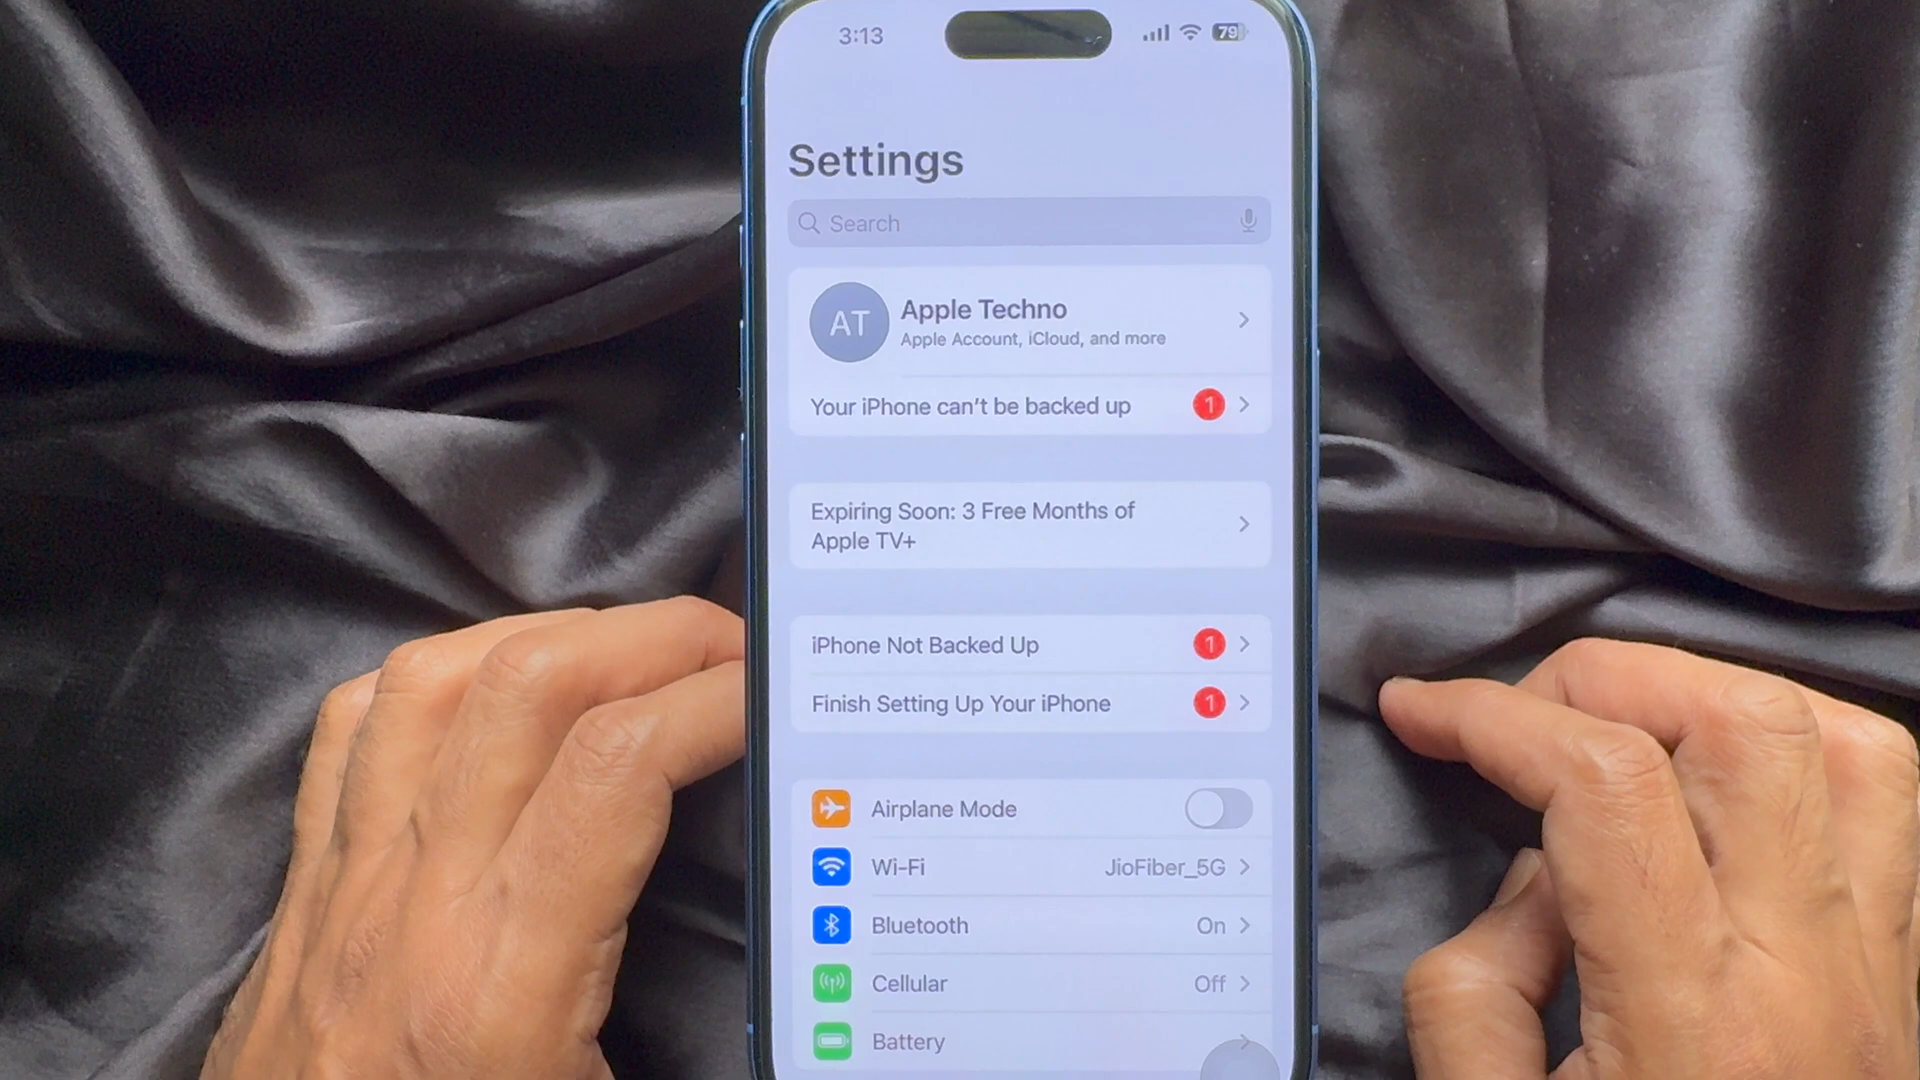 3:13
79
Settings
Search
AT
Apple Techno
Apple Account, iCloud, and more
Your iPhone can't be backed up
1
Expiring Soon: 3 Free Months of
Apple TV+
iPhone Not Backed Up
1
Finish Setting Up Your iPhone
1
Airplane Mode
Wi-Fi
JioFiber_5G
Bluetooth
On
Cellular
Off
Battery